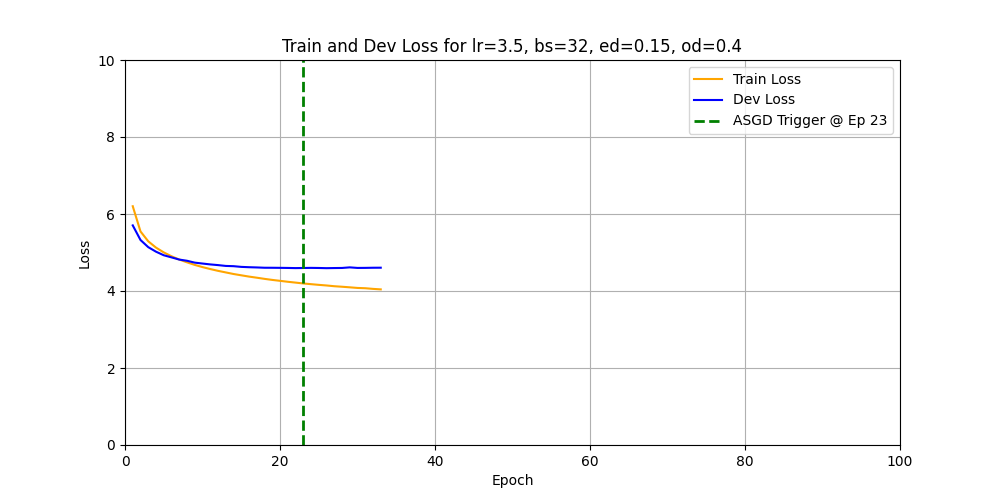 Train and Dev Loss for lr=3.5, bs=32, ed=0.15, od=0.4
10
8
6
4
2
0
Loss
Train Loss
Dev Loss
ASGD Trigger @ Ep 23
0 20 40 60 80 100
Epoch